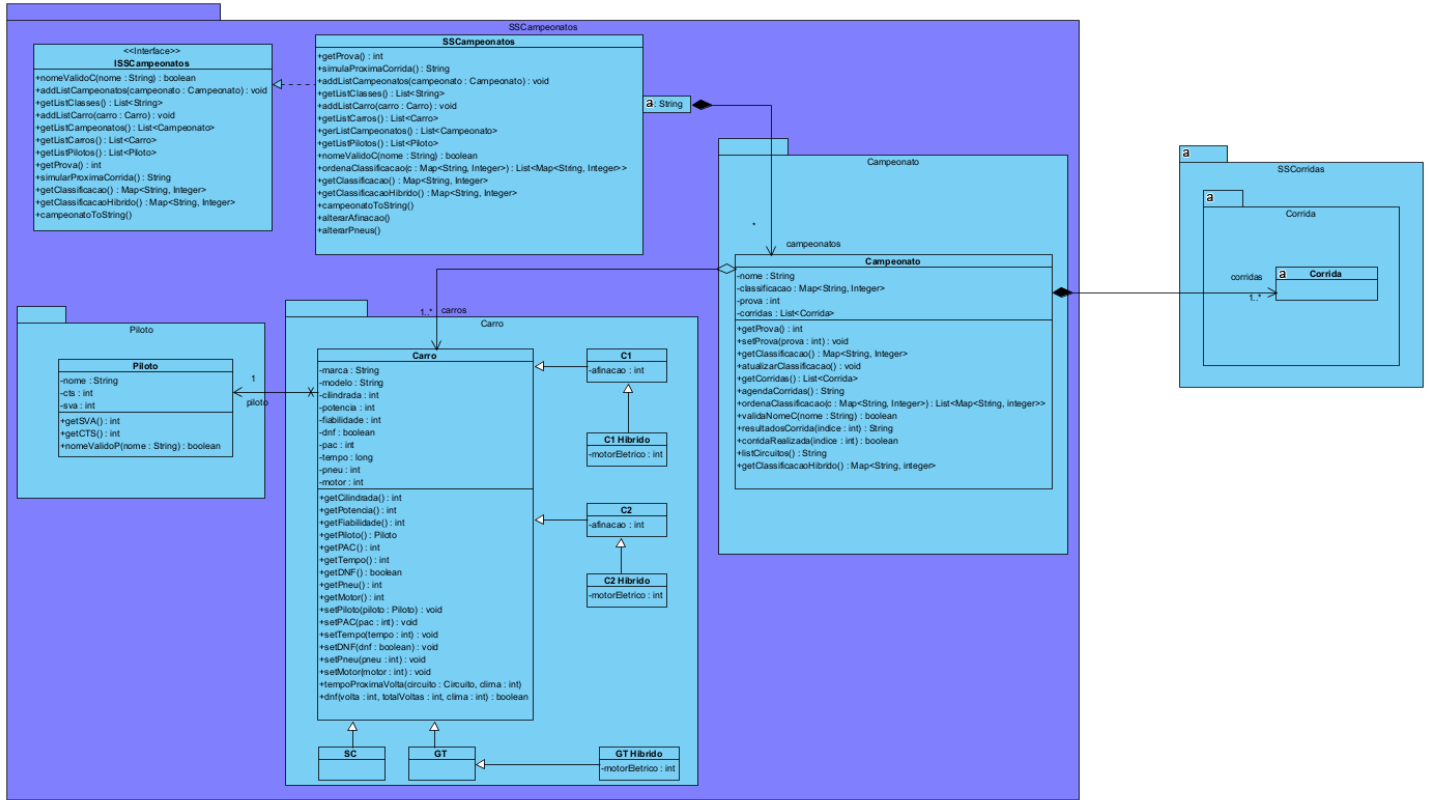 SSCampeonatos
<<Interface>>
ISSCampeonatos
+nomeValidoC(nome : String) : boolean
+addListCampeonatos(campeonato : Campeonato) : void
+getListClasses() : List<String>
+addListCarro(carro : Carro) : void
+getListCampeonatos() : List<Campeonato>
+getListCarros() : List<Carro>
+getListPilotos() : List<Piloto>
+getProva() : int
+simularProximaCorrida() : String
+getClassificacao() : Map<String, Integer>
+getClassificacaoHibrido() : Map<String, Integer>
+campeonatoToString()
SSCampeonatos
+getProva() : int
+simulaProximaCorrida() : String
+addListCampeonatos(campeonato : Campeonato) : void
+getListClasses() : List<String>
+addListCarro(carro : Carro) : void
+getListCarros() : List<Carro>
+gerListCampeonatos() : List<Campeonato>
+getListPilotos() : List<Piloto>
+nomeValidoC(nome : String) : boolean
+ordenaClassificacao(c : Map<String, Integer>) : List<Map<String, Integer>>
+getClassificacao() : Map<String, Integer>
+getClassificacaoHibrido() : Map<String, Integer>
+campeonatoToString()
+alterarAfinacao()
+alterarPneus()
a : String
*
campeonatos
Campeonato
Campeonato
-nome : String
-classificacao : Map<String, Integer>
-prova : int
-corridas : List<Corrida>
+getProva() : int
+setProva(prova : int) : void
+getClassificacao() : Map<String, Integer>
+atualizarClassificacao() : void
+getCorridas() : List<Corrida>
+agendaCorridas() : String
+ordenaClassificacao(c : Map<String, Integer>) : List<Map<String, integer>>
+validaNomeC(nome : String) : boolean
+resultadosCorrida(indice : int) : String
+corridaRealizada(indice : int) : boolean
+listCircuitos() : String
+getClassificacaoHibrido() : Map<String, integer>
a
SSCorridas
a
Corrida
corridas
1..*
a Corrida
Piloto
Piloto
-nome : String
-cts : int
-sva : int
+getSVA() : int
+getCTS() : int
+nomeValidoP(nome : String) : boolean
1
piloto
1..* carros
Carro
Carro
-marca : String
-modelo : String
-cilindrada : int
-potencia : int
-fiabilidade : int
-dnf : boolean
-pac : int
-tempo : long
-pneu : int
-motor : int
+getCilindrada() : int
+getPotencia() : int
+getFiabilidade() : int
+getPiloto() : Piloto
+getPAC() : int
+getTempo() : int
+getDNF() : boolean
+getPneu() : int
+getMotor() : int
+setPiloto(piloto : Piloto) : void
+setPAC(pac : int) : void
+setTempo(tempo : int) : void
+setDNF(dnf : boolean) : void
+setPneu(pneu : int) : void
+setMotor(motor : int) : void
+tempoProximaVolta(circuito : Circuito, clima : int)
+dnf(volta : int, totalVoltas : int, clima : int) : boolean
C1
-afinacao : int
C1 Hibrido
-motorEletrico : int
C2
-afinacao : int
C2 Hibrido
-motorEletrico : int
SC
GT
GT Hibrido
-motorEletrico : int